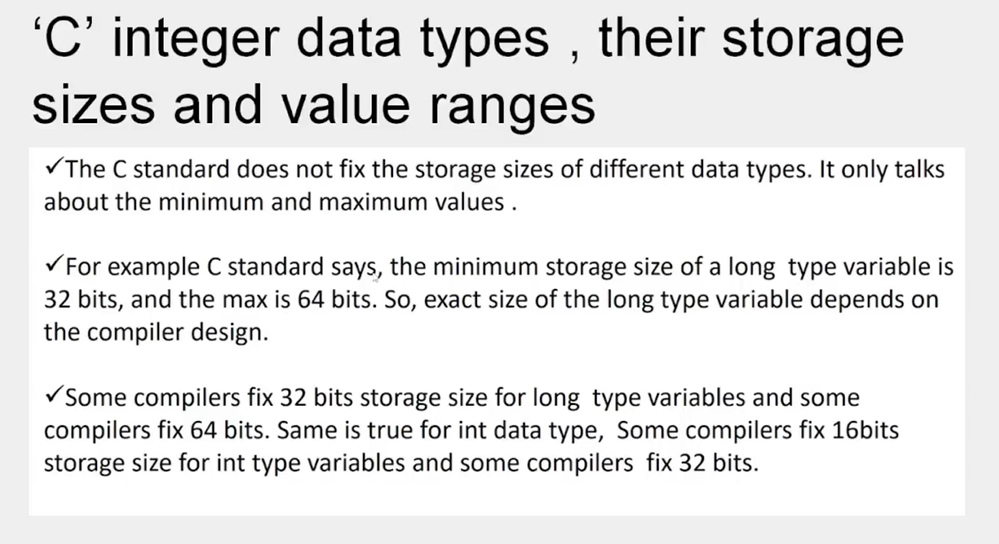 ‘C’ integer data types , their storage
sizes and value ranges
✓The C standard does not fix the storage sizes of different data types. It only talks
about the minimum and maximum values .
✓For example C standard says, the minimum storage size of a long  type variable is
32 bits, and the max is 64 bits. So, exact size of the long type variable depends on
the compiler design.
✓Some compilers fix 32 bits storage size for long  type variables and some
compilers fix 64 bits. Same is true for int data type,  Some compilers fix 16bits
storage size for int type variables and some compilers  fix 32 bits.